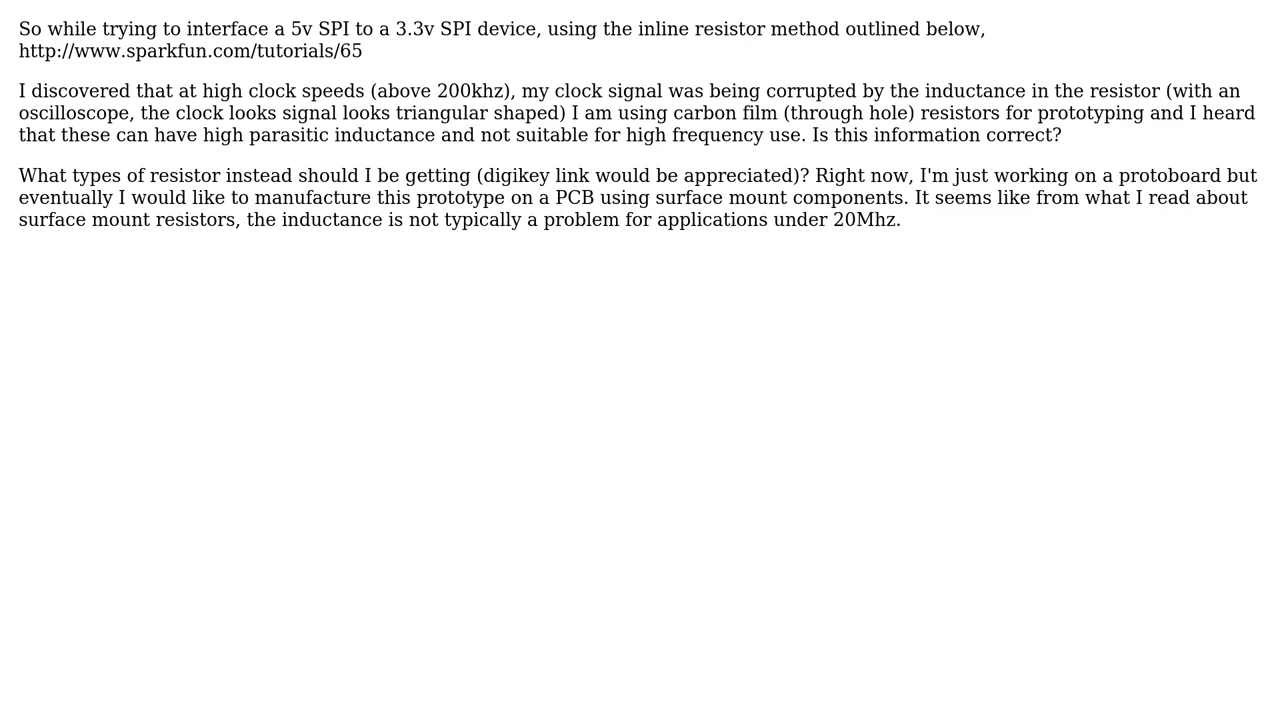 So while trying to interface a 5v SPI to a 3.3v SPI device, using the inline resistor method outlined below,
http://www.sparkfun.com/tutorials/65
I discovered that at high clock speeds (above 200khz), my clock signal was being corrupted by the inductance in the resistor (with an
oscilloscope, the clock looks signal looks triangular shaped) I am using carbon film (through hole) resistors for prototyping and I heard
that these can have high parasitic inductance and not suitable for high frequency use. Is this information correct?
What types of resistor instead should I be getting (digikey link would be appreciated)? Right now, I'm just working on a protoboard but
eventually I would like to manufacture this prototype on a PCB using surface mount components. It seems like from what I read about
surface mount resistors, the inductance is not typically a problem for applications under 20Mhz.